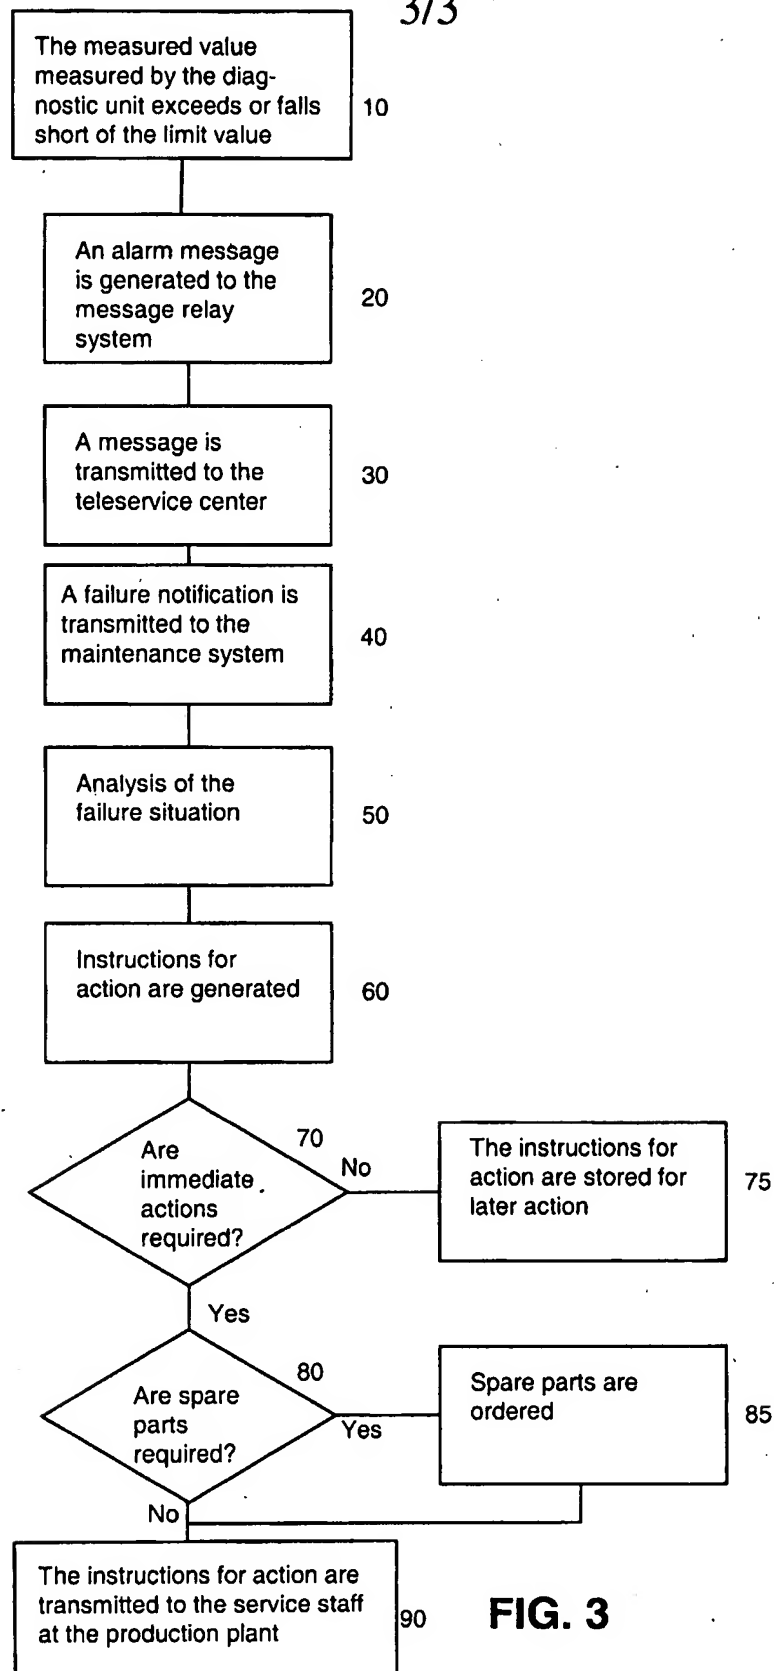 3/3
The measured value
measured by the diag-
nostic unit exceeds or falls
short of the limit value
10
An alarm message
is generated to the
message relay
system
20
A message is
transmitted to the
teleservice center
30
A failure notification is
transmitted to the
maintenance system
40
Analysis of the
failure situation
50
Instructions for
action are generated
60
Are
immediate
actions
required?
70
No
The instructions for
action are stored for
later action
75
Yes
Are spare
parts
required?
80
Yes
Spare parts are
ordered
85
No
The instructions for action are
transmitted to the service staff
at the production plant
90
FIG. 3